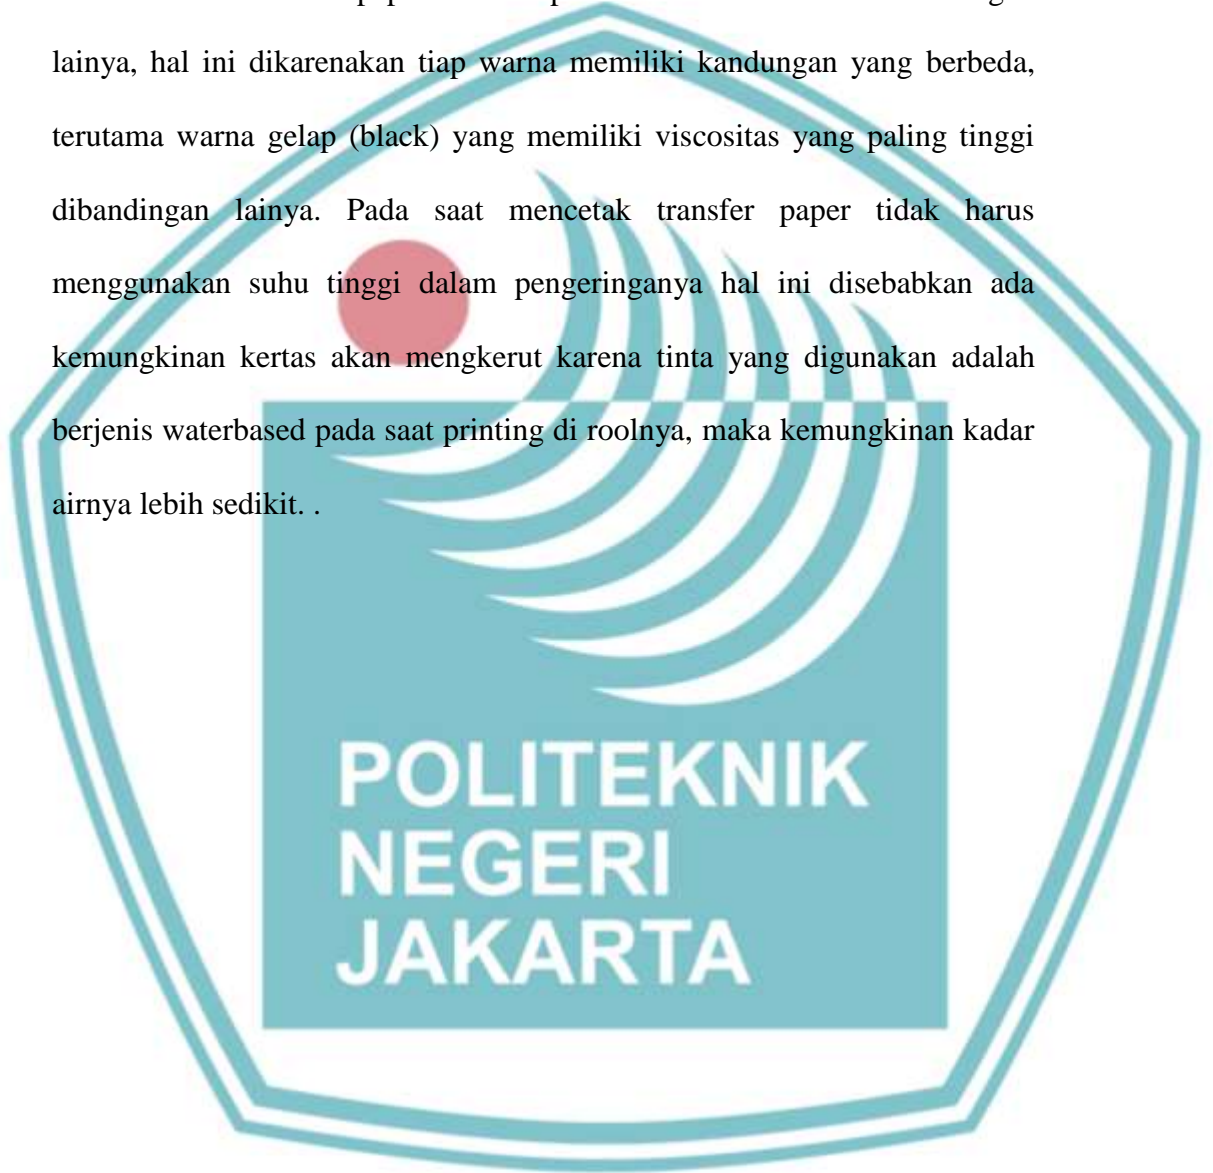 lainya, hal ini dikarenakan tiap warna memiliki kandungan yang berbeda,
terutama warna gelap (black) yang memiliki viscositas yang paling tinggi
dibandingan lainya. Pada saat mencetak transfer paper tidak harus
menggunakan suhu tinggi dalam pengeringanya hal ini disebabkan ada
kemungkinan kertas akan mengkerut karena tinta yang digunakan adalah
berjenis waterbased pada saat printing di roolnya, maka kemungkinan kadar
airnya lebih sedikit. .
POLITEKNIK
NEGERI
JAKARTA